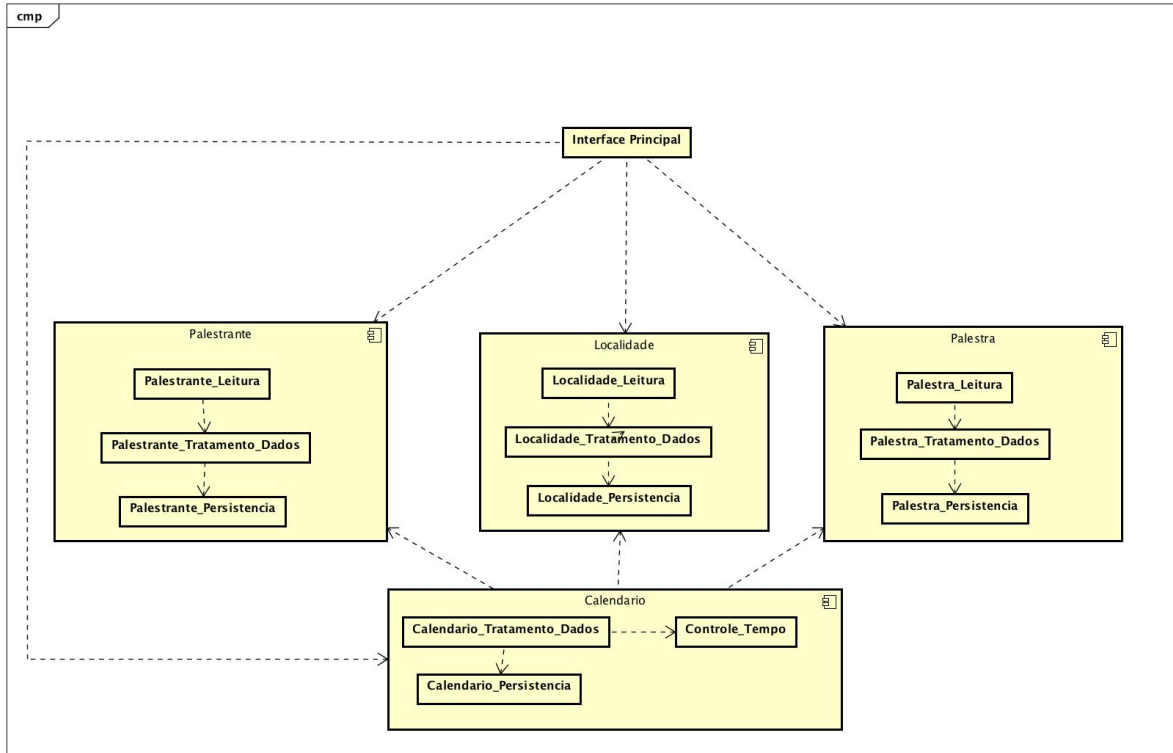 cmp
Interface Principal
Palestrante
Palestrante_Leitura
Palestrante_Tratamento_Dados
Palestrante_Persistencia
Localidade
Localidade_Leitura
Localidade_Tratamento_Dados
Localidade_Persistencia
Palestra
Palestra_Leitura
Palestra_Tratamento_Dados
Palestra_Persistencia
Calendario
Calendario_Tratamento_Dados
Controle_Tempo
Calendario_Persistencia